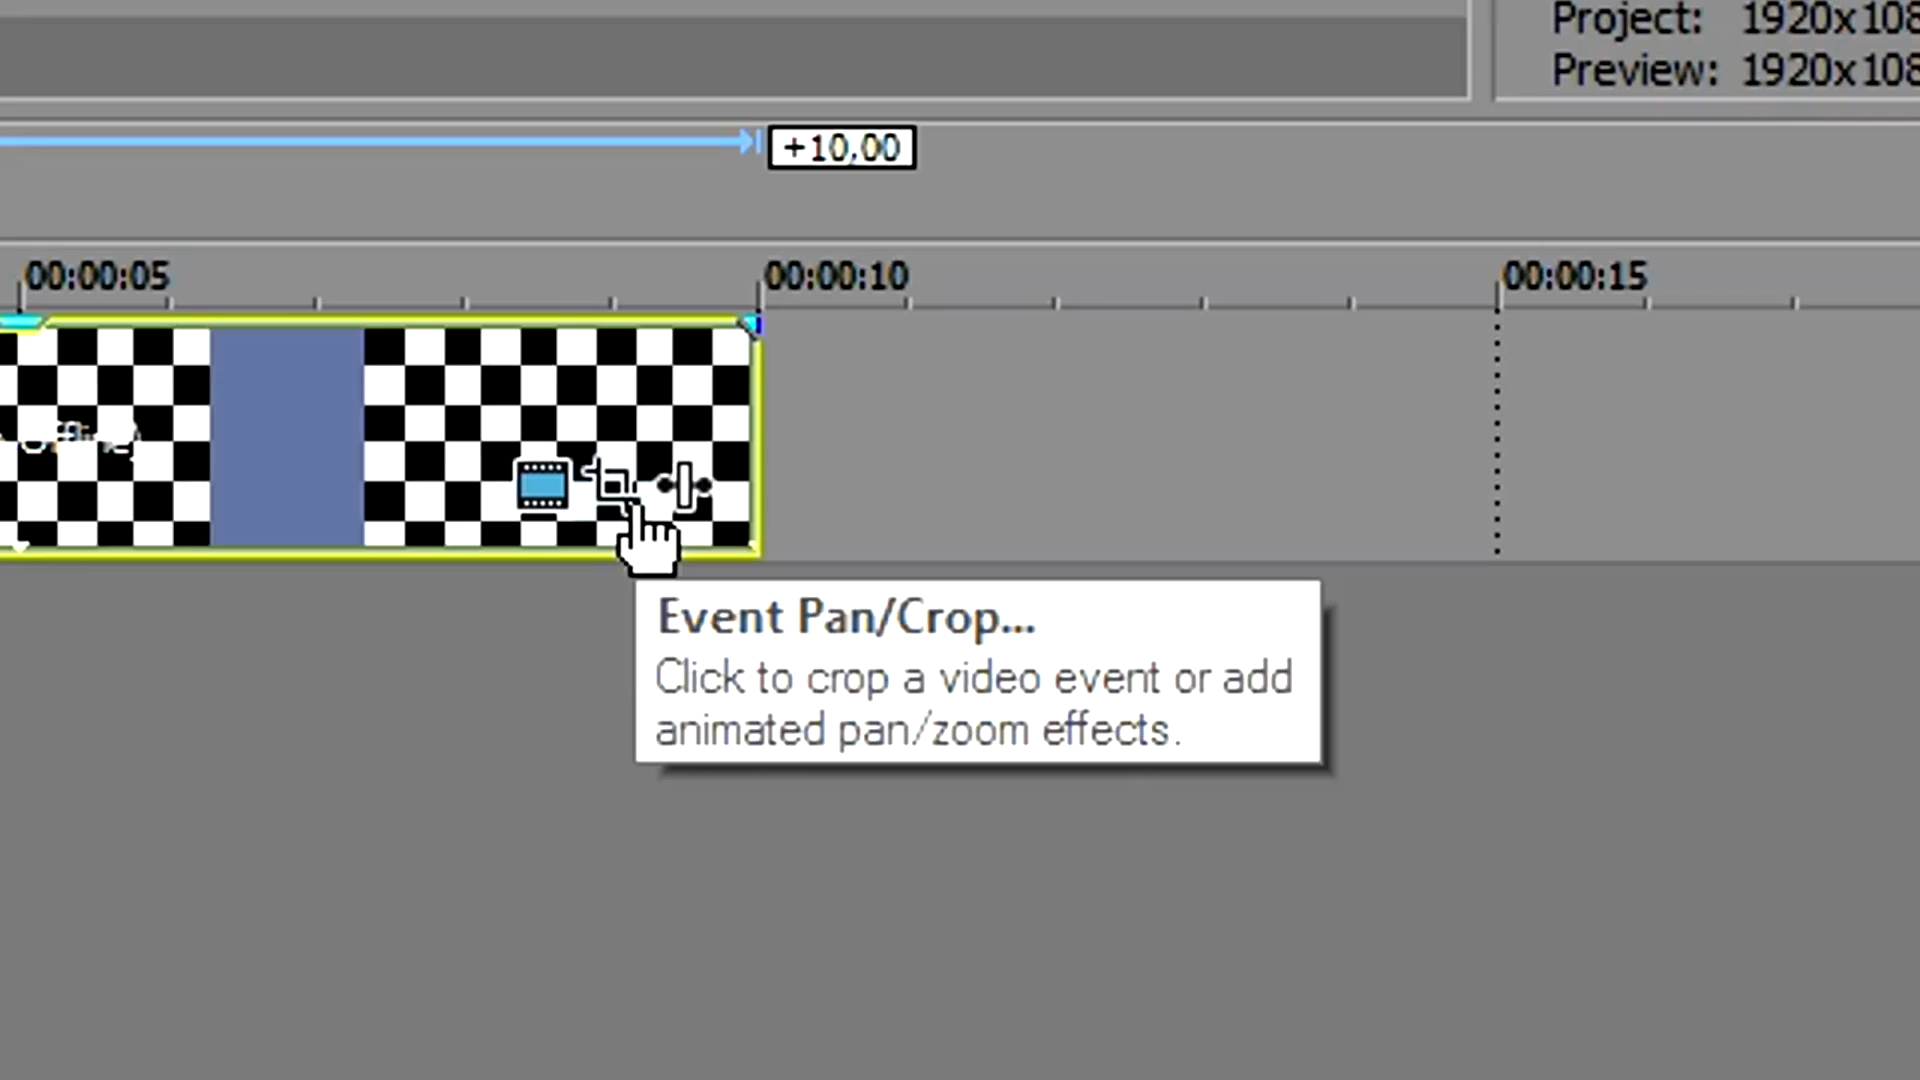 Project: 1920x108
Preview: 1920x108
+10,00
00:00:05
00:00:10
00:00:15
Event Pan/Crop...
Click to crop a video event or add
animated pan/zoom effects.